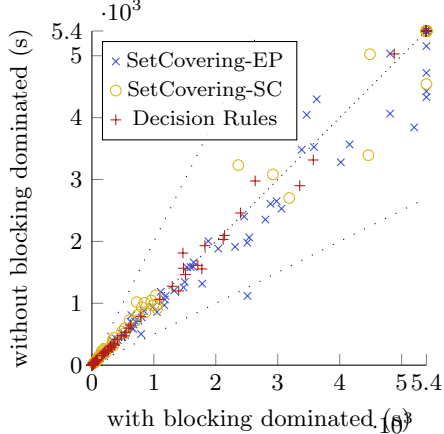 ·10³
5.4
5
4
3
2
1
0
without blocking dominated (s)
SetCovering-EP
SetCovering-SC
Decision Rules
0 1 2 3 4 5 5.4
with blocking dominated (s)
·10³